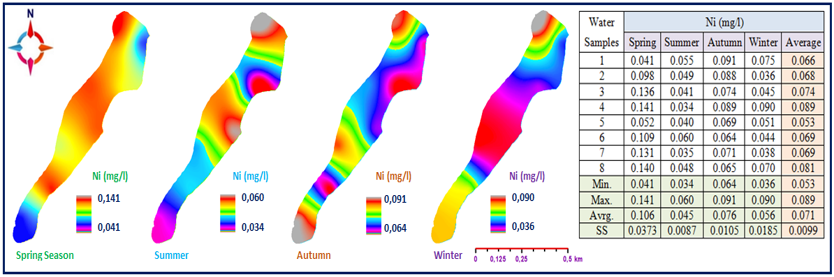 N
Ni (mg/l)
0,141
0,041
Spring Season
Ni (mg/l)
0,060
0,034
Summer
Ni (mg/l)
0,091
0,064
Autumn
Ni (mg/l)
0,090
0,036
Winter
0 0,125 0,25 0,5 km
Water Samples Ni (mg/l)
Spring Summer Autumn Winter Average
1 0.041 0.055 0.091 0.075 0.066
2 0.098 0.049 0.088 0.036 0.068
3 0.136 0.041 0.074 0.045 0.074
4 0.141 0.034 0.089 0.090 0.089
5 0.052 0.040 0.069 0.051 0.053
6 0.109 0.060 0.064 0.044 0.069
7 0.131 0.035 0.071 0.038 0.069
8 0.140 0.048 0.065 0.070 0.081
Min. 0.041 0.034 0.064 0.036 0.053
Max. 0.141 0.060 0.091 0.090 0.089
Avrg. 0.106 0.045 0.076 0.056 0.071
SS 0.0373 0.0087 0.0105 0.0185 0.0099